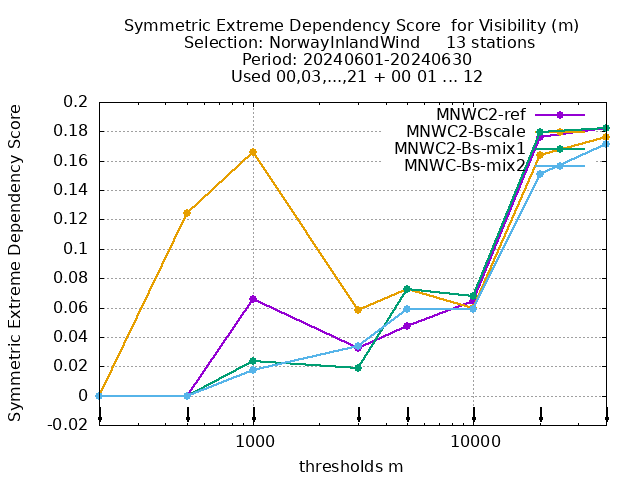 Symmetric Extreme Dependency Score  for Visibility (m)
Selection: NorwayInlandWind     13 stations
Period: 20240601-20240630
Used 00,03,...,21 + 00 01 ... 12
Symmetric Extreme Dependency Score
0.2
0.18
0.16
0.14
0.12
0.1
0.08
0.06
0.04
0.02
0
-0.02
MNWC2-ref
MNWC2-Bscale
MNWC2-Bs-mix1
MNWC-Bs-mix2
1000
10000
thresholds m